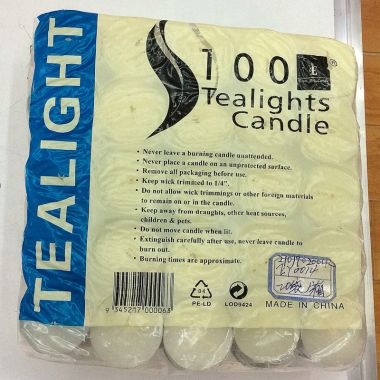 TEALIGHT
100
E
®
Tealights
Candle
• Never leave a burning candle unattended.
• Never place a candle on an unprotected surface.
• Remove all packaging before use.
• Keep wick trimmed to 1/4".
• Do not allow wick trimmings or other foreign materials
to remain on or in the candle.
• Keep away from draughts, other heat sources,
children & pets.
• Do not move candle when lit.
• Extinguish carefully after use, never leave candle to
burn out.
• Burning times are approximate.
9 345217 000063
04
PE-LD
LOD9424
MADE IN CHINA